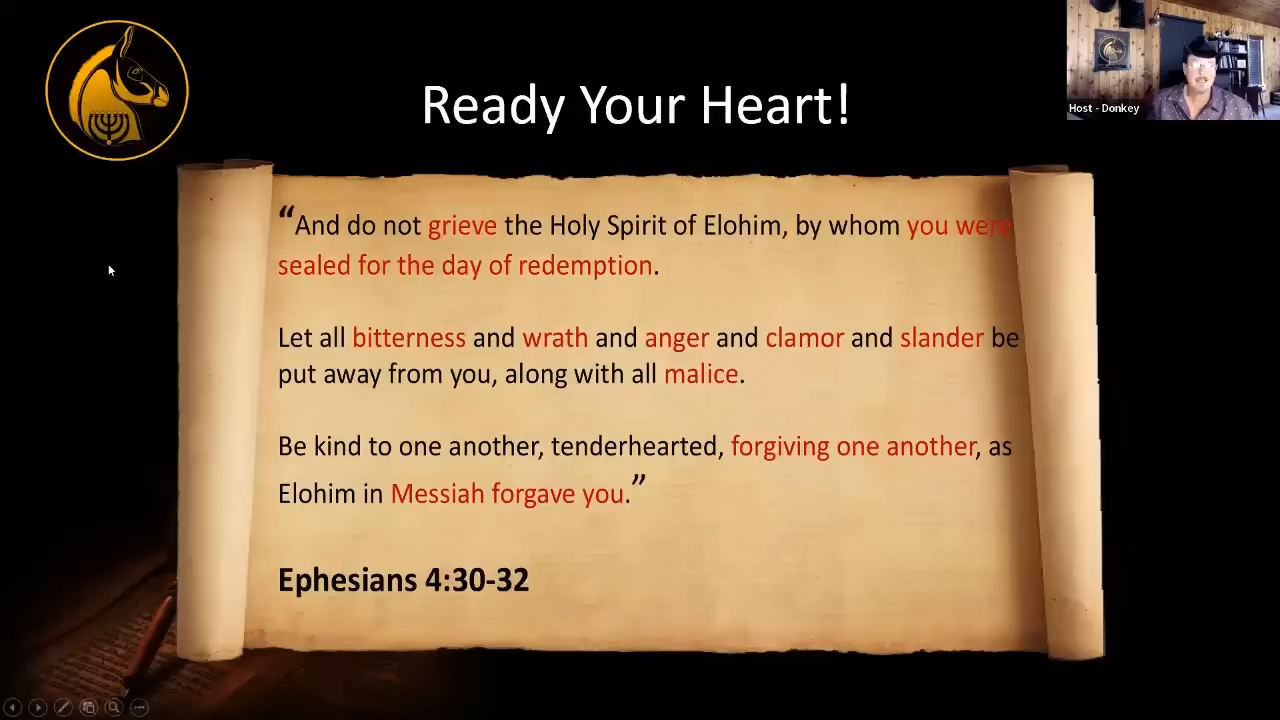 Ready Your Heart!
Host - Donkey
“And do not grieve the Holy Spirit of Elohim, by whom you were
sealed for the day of redemption.
Let all bitterness and wrath and anger and clamor and slander be
put away from you, along with all malice.
Be kind to one another, tenderhearted, forgiving one another, as
Elohim in Messiah forgave you.”
Ephesians 4:30-32